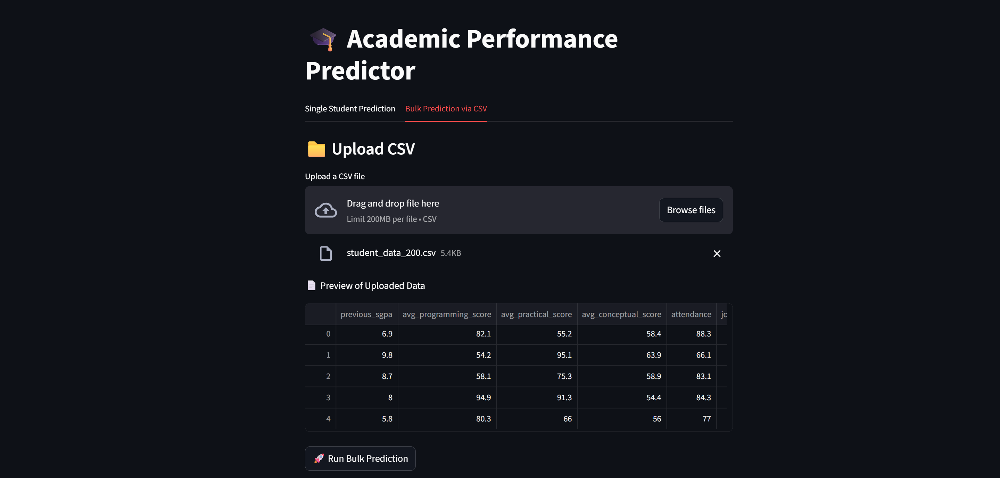 🎓 Academic Performance
Predictor
Single Student Prediction Bulk Prediction via CSV
📁 Upload CSV
Upload a CSV file
Drag and drop file here
Limit 200MB per file • CSV
Browse files
student_data_200.csv 5.4KB
📄 Preview of Uploaded Data
previous_sgpa avg_programming_score avg_practical_score avg_conceptual_score attendance jo
0 6.9 82.1 55.2 58.4 88.3
1 9.8 54.2 95.1 63.9 66.1
2 8.7 58.1 75.3 58.9 83.1
3 8 94.9 91.3 54.4 84.3
4 5.8 80.3 66 56 77
🚀 Run Bulk Prediction